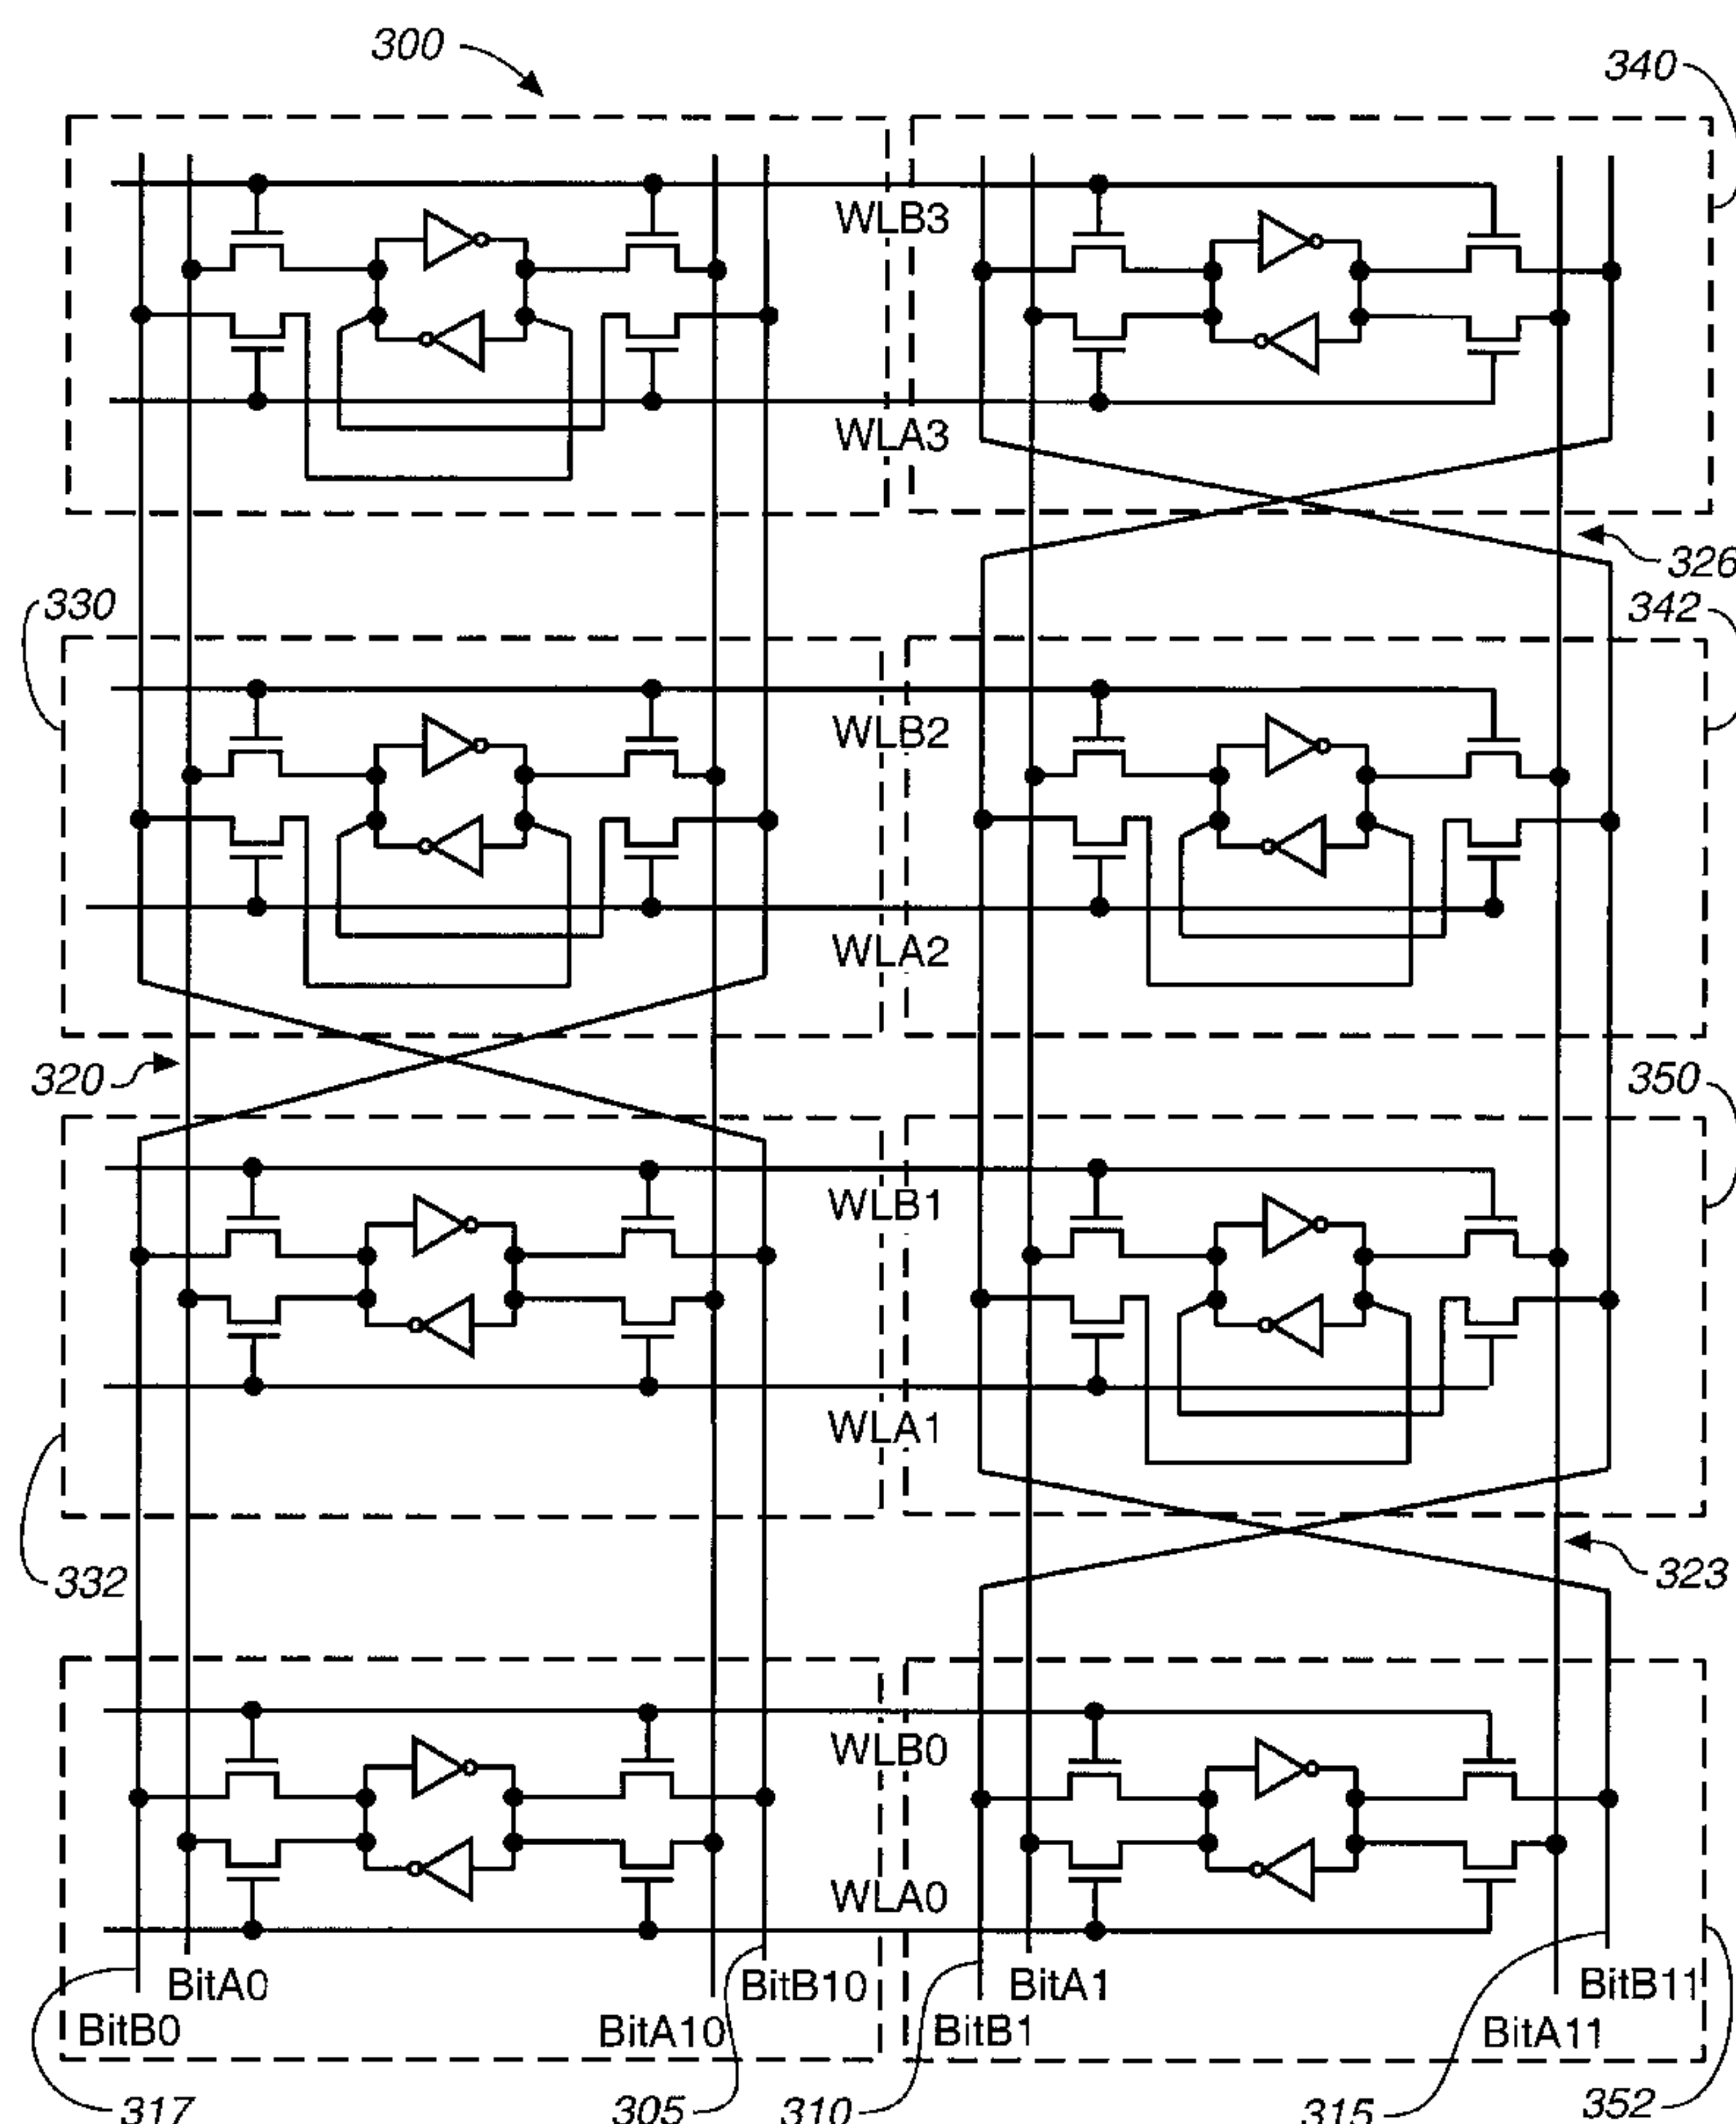 300
340
WLB3
WLA3
326
330
342
WLB2
WLA2
320
350
WLB1
WLA1
332
323
WLB0
WLA0
BitA0
BitB10
BitA1
BitB11
BitB0
BitA10
BitB1
BitA11
317
305
310
315
352